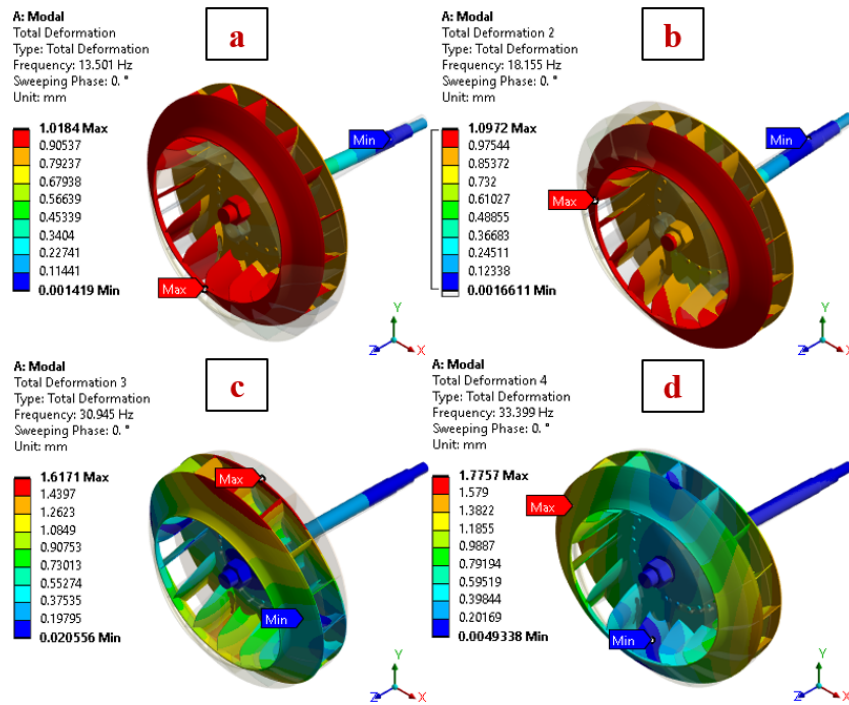 A: Modal
Total Deformation
Type: Total Deformation
Frequency: 13.501 Hz
Sweeping Phase: 0. °
Unit: mm
1.0184 Max
0.90537
0.79237
0.67938
0.56639
0.45339
0.3404
0.22741
0.11441
0.001419 Min
a
Min
Max
Y
Z
X
A: Modal
Total Deformation 2
Type: Total Deformation
Frequency: 18.155 Hz
Sweeping Phase: 0. °
Unit: mm
1.0972 Max
0.97544
0.85372
0.732
0.61027
0.48855
0.36683
0.24511
0.12338
0.0016611 Min
b
Min
Max
Y
Z
X
A: Modal
Total Deformation 3
Type: Total Deformation
Frequency: 30.945 Hz
Sweeping Phase: 0. °
Unit: mm
1.6171 Max
1.4397
1.2623
1.0849
0.90753
0.73013
0.55274
0.37535
0.19795
0.020556 Min
c
Max
Min
Y
Z
X
A: Modal
Total Deformation 4
Type: Total Deformation
Frequency: 33.399 Hz
Sweeping Phase: 0. °
Unit: mm
1.7757 Max
1.579
1.3822
1.1855
0.9887
0.79194
0.59519
0.39844
0.20169
0.0049338 Min
d
Max
Min
Y
Z
X